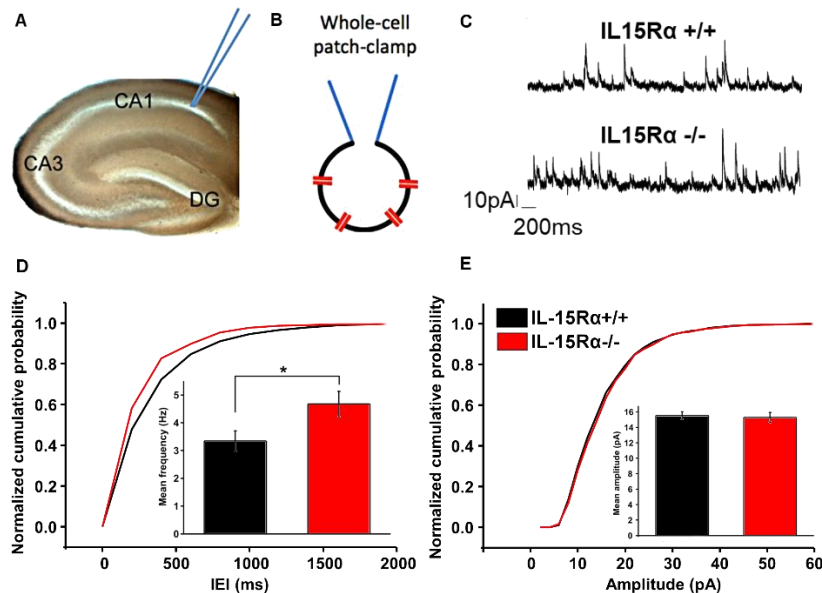 A
CA1
CA3
DG
B
Whole-cell
patch-clamp
C
IL15Rα +/+
IL15Rα -/-
10pA
200ms
D
Normalized cumulative probability
1.0
0.8
0.6
0.4
0.2
0.0
0
500
1000
1500
2000
IEI (ms)
*
Mean frequency (Hz)
6
5
4
3
2
1
0
E
Normalized cumulative probability
1.0
0.8
0.6
0.4
0.2
0.0
0
10
20
30
40
50
60
Amplitude (pA)
IL-15Rα+/+
IL-15Rα-/-
Mean amplitude (pA)
16
14
12
10
8
6
4
2
0